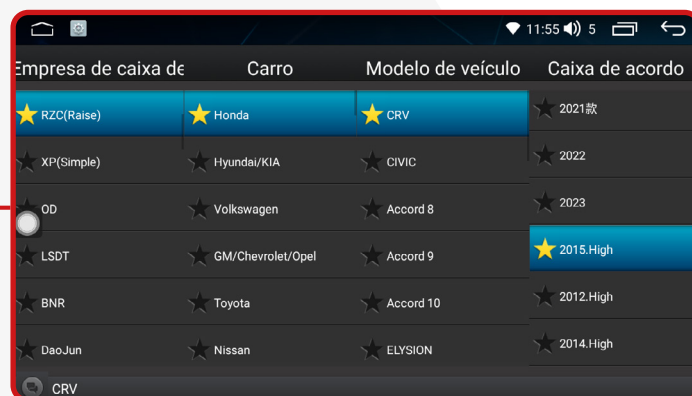 11:55 5
Empresa de caixa de Carro Modelo de veículo Caixa de acordo
RZC(Raise) Honda CRV 2021款
XP(Simple) Hyundai/KIA CIVIC 2022
OD Volkswagen Accord 8 2023
LSDT GM/Chevrolet/Opel Accord 9 2015.High
BNR Toyota Accord 10 2012.High
DaoJun Nissan ELYSION 2014.High
CRV